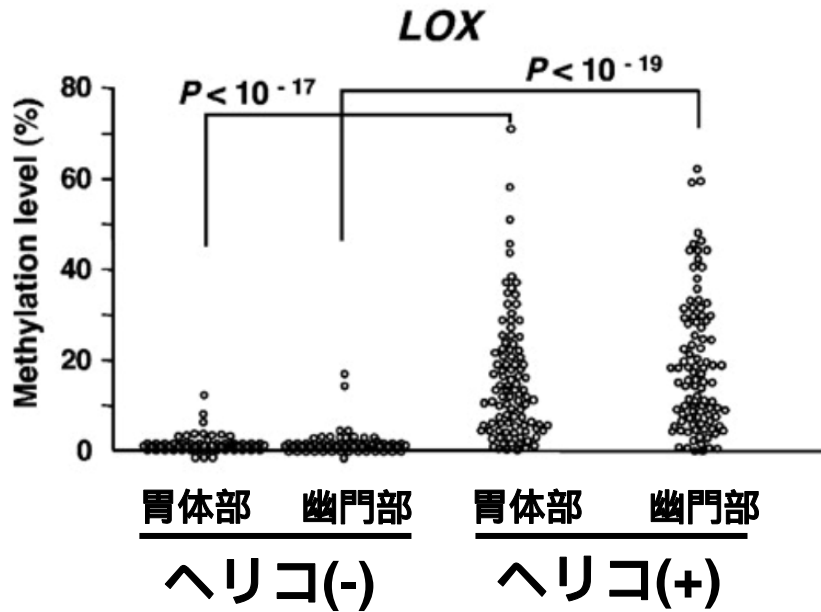 LOX
P < 10 - 17
P < 10 - 19
Methylation level (%)
80
60
40
20
0
胃体部 幽門部 胃体部 幽門部
ヘリコ(-) ヘリコ(+)